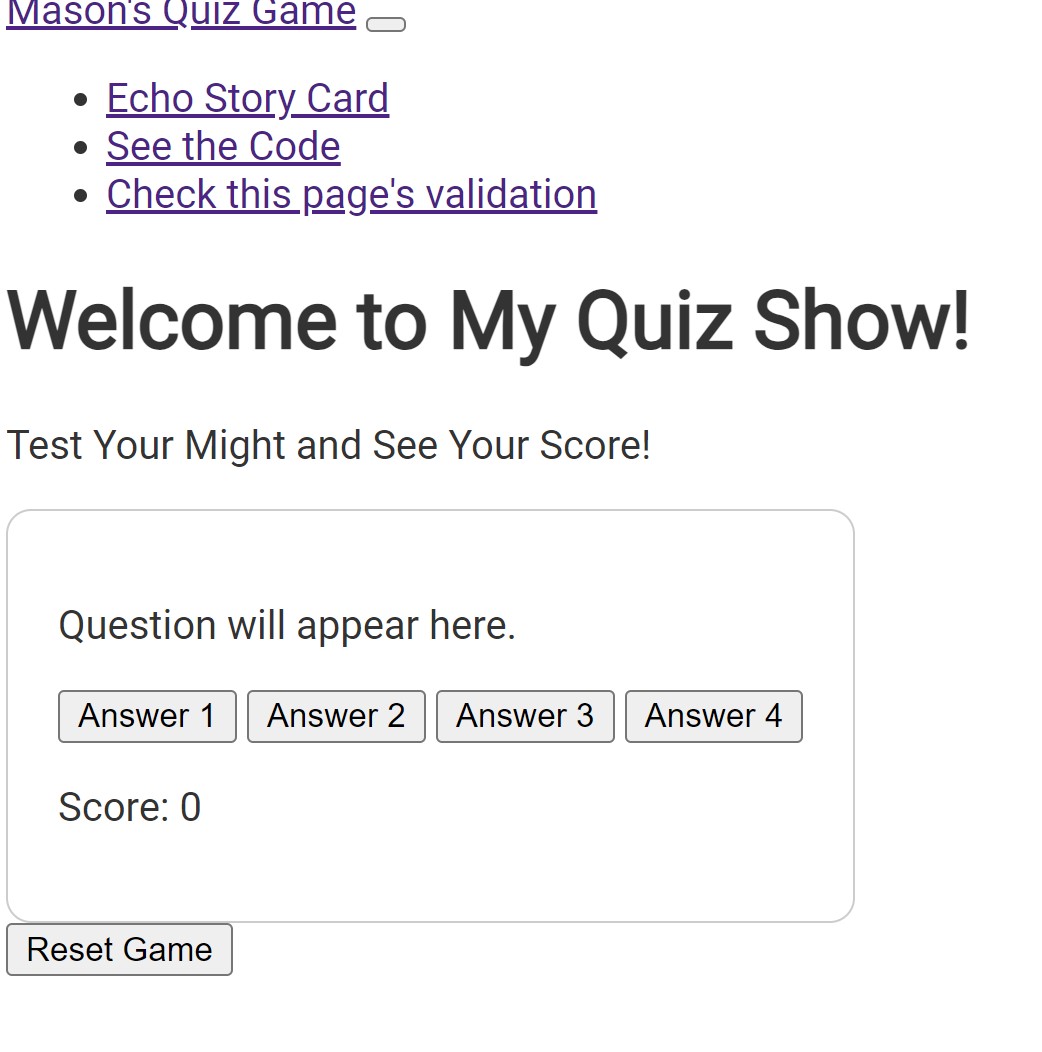 Mason's Quiz Game
Echo Story Card
See the Code
Check this page's validation
Welcome to My Quiz Show!
Test Your Might and See Your Score!
Question will appear here.
Answer 1 Answer 2 Answer 3 Answer 4
Score: 0
Reset Game